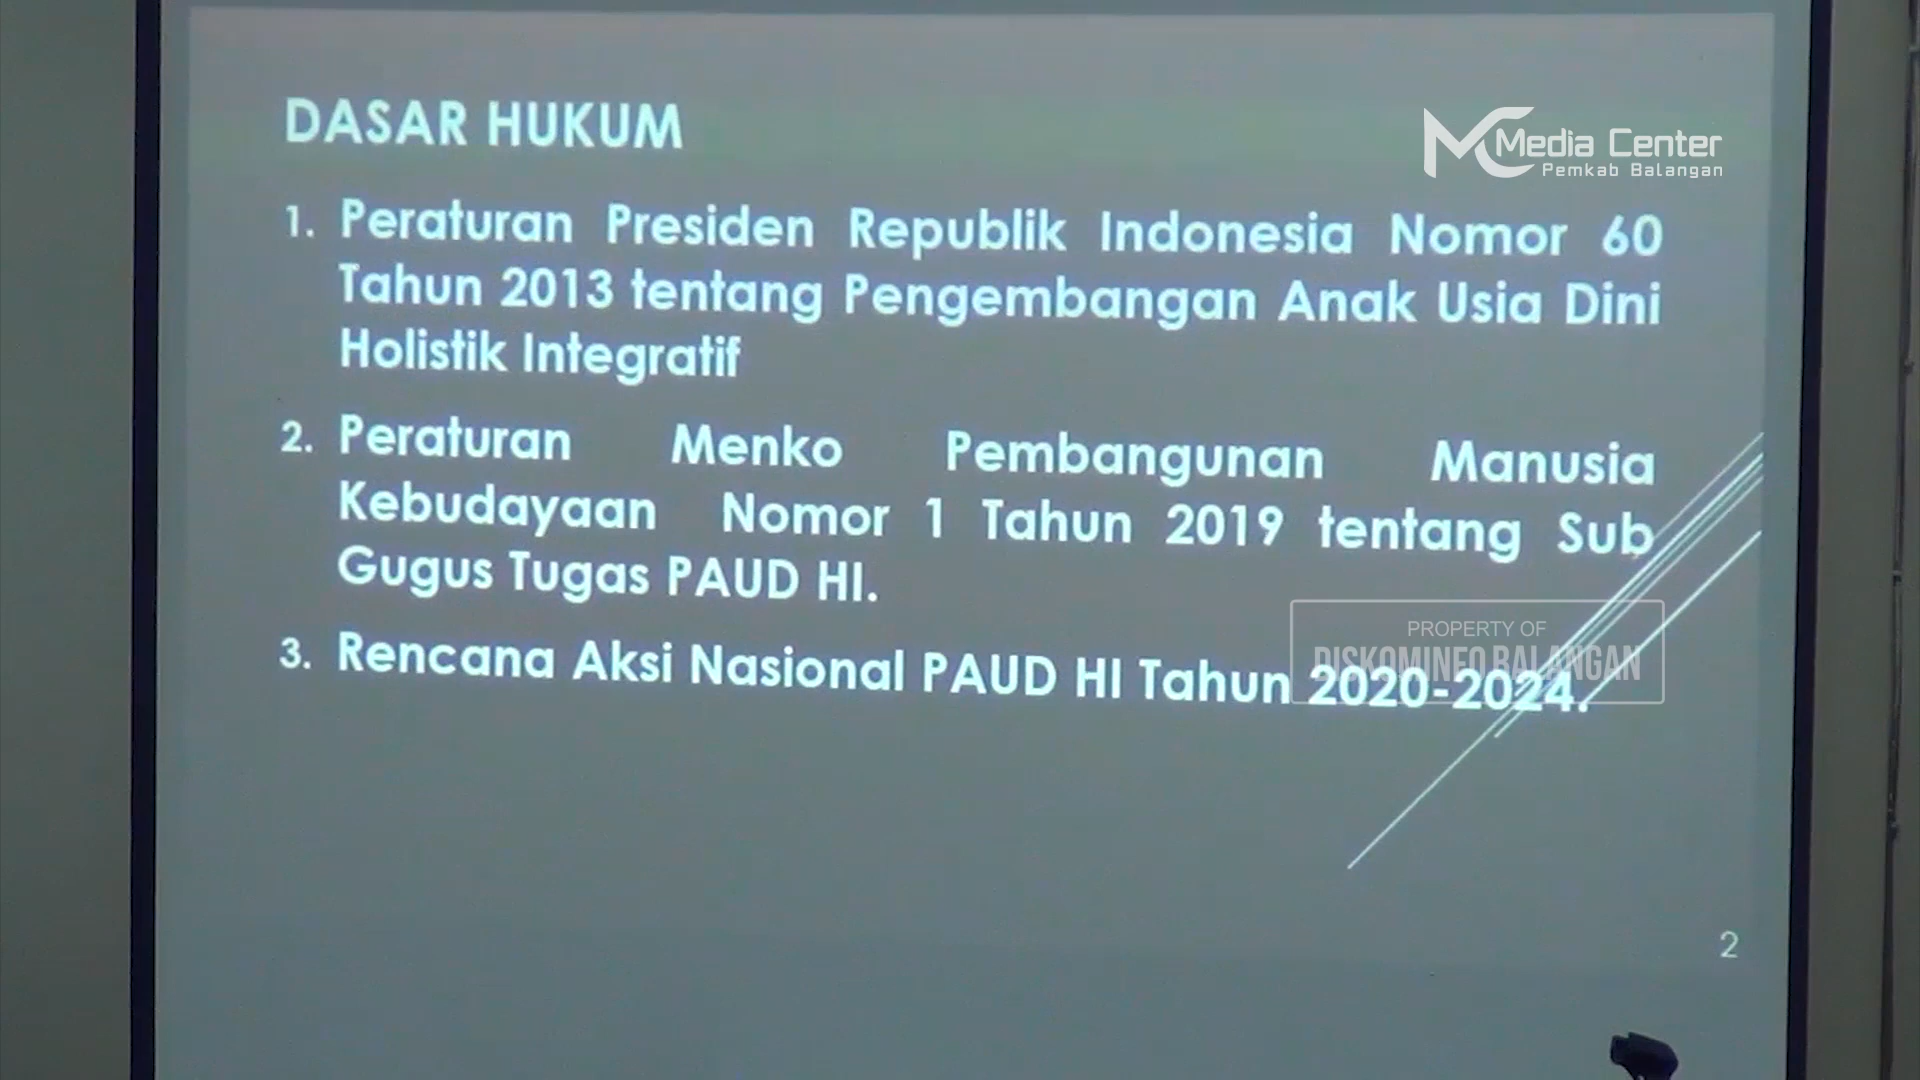 DASAR HUKUM
Media Center
Pemkab Balangan
1. Peraturan Presiden Republik Indonesia Nomor 60
Tahun 2013 tentang Pengembangan Anak Usia Dini
Holistik Integratif
2. Peraturan Menko Pembangunan Manusia
Kebudayaan Nomor 1 Tahun 2019 tentang Sub
Gugus Tugas PAUD HI.
3. Rencana Aksi Nasional PAUD HI Tahun 2020-2024.
PROPERTY OF
DISKOMINFO BALANGAN
2